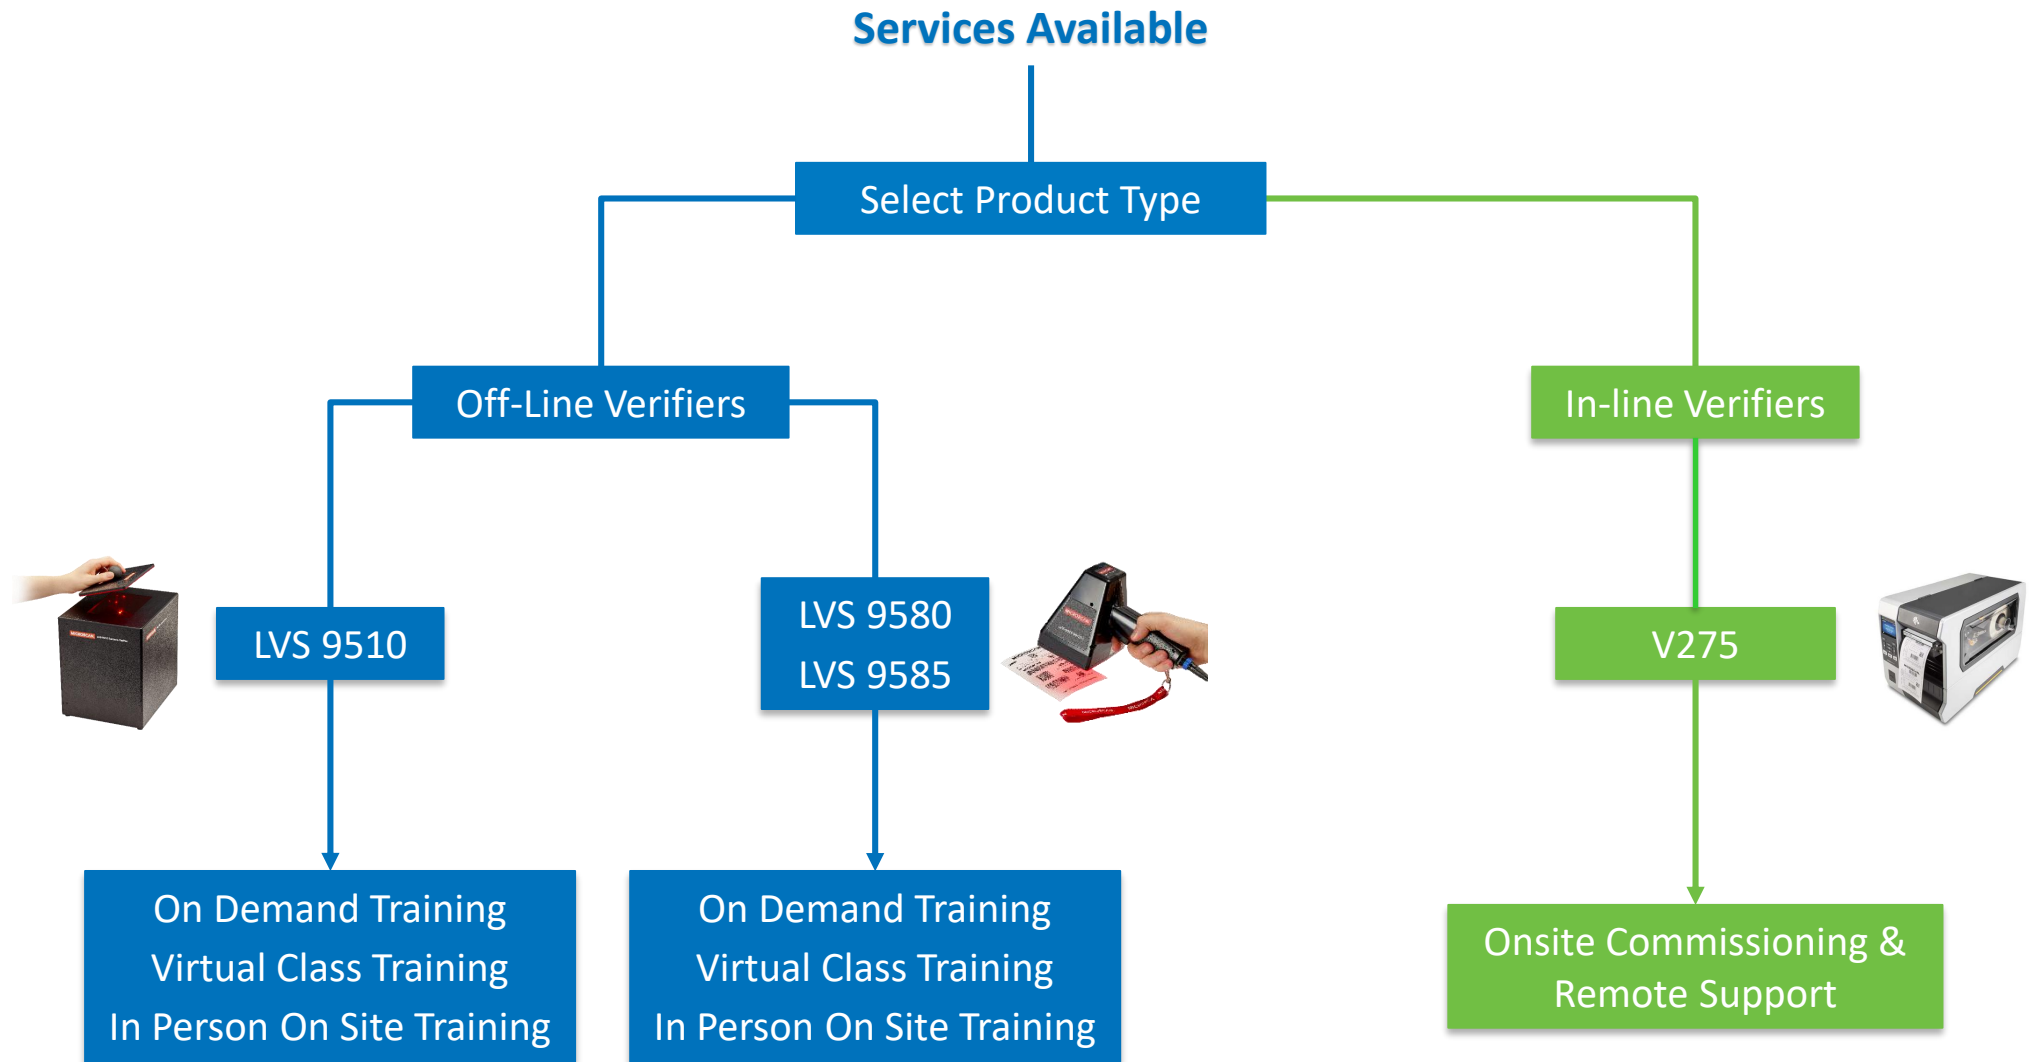 Services Available
Select Product Type
Off-Line Verifiers
In-line Verifiers
LVS 9510
LVS 9580
LVS 9585
V275
On Demand Training
Virtual Class Training
In Person On Site Training
On Demand Training
Virtual Class Training
In Person On Site Training
Onsite Commissioning &
Remote Support